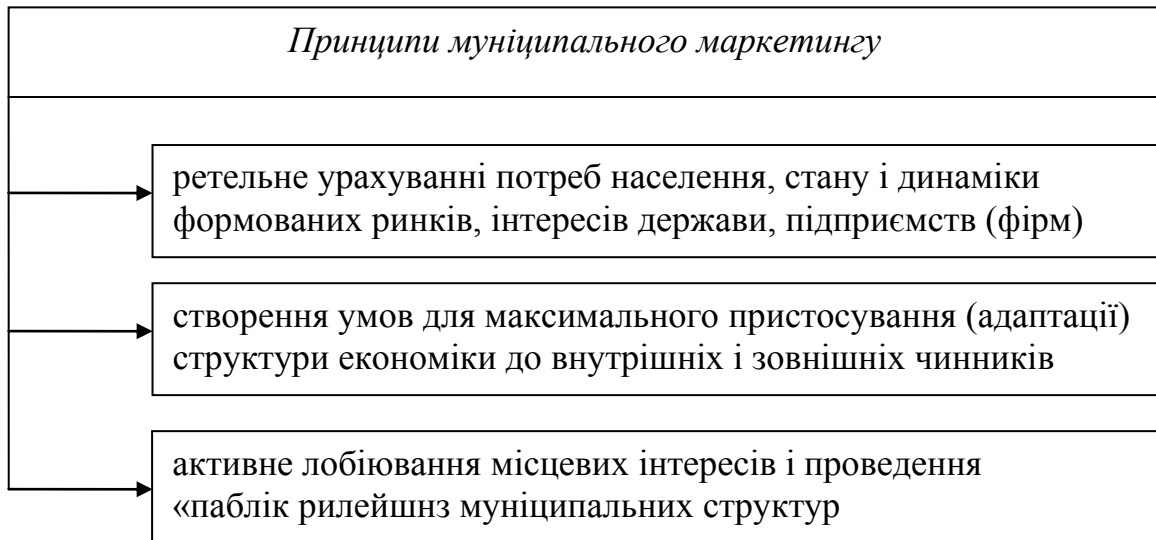 Принципи муніципального маркетингу
ретельне урахуванні потреб населення, стану і динаміки
формованих ринків, інтересів держави, підприємств (фірм)
створення умов для максимального пристосування (адаптації)
структури економіки до внутрішніх і зовнішніх чинників
активне лобіювання місцевих інтересів і проведення
«паблік рилейшнз муніципальних структур